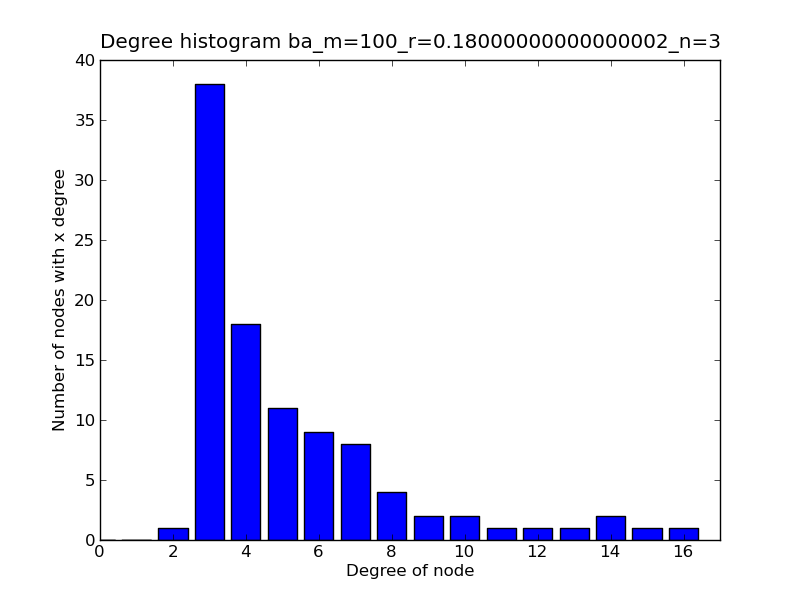 Degree histogram ba_m=100_r=0.18000000000000002_n=3
40
35
30
25
20
15
10
5
0
Number of nodes with x degree
0 2 4 6 8 10 12 14 16
Degree of node